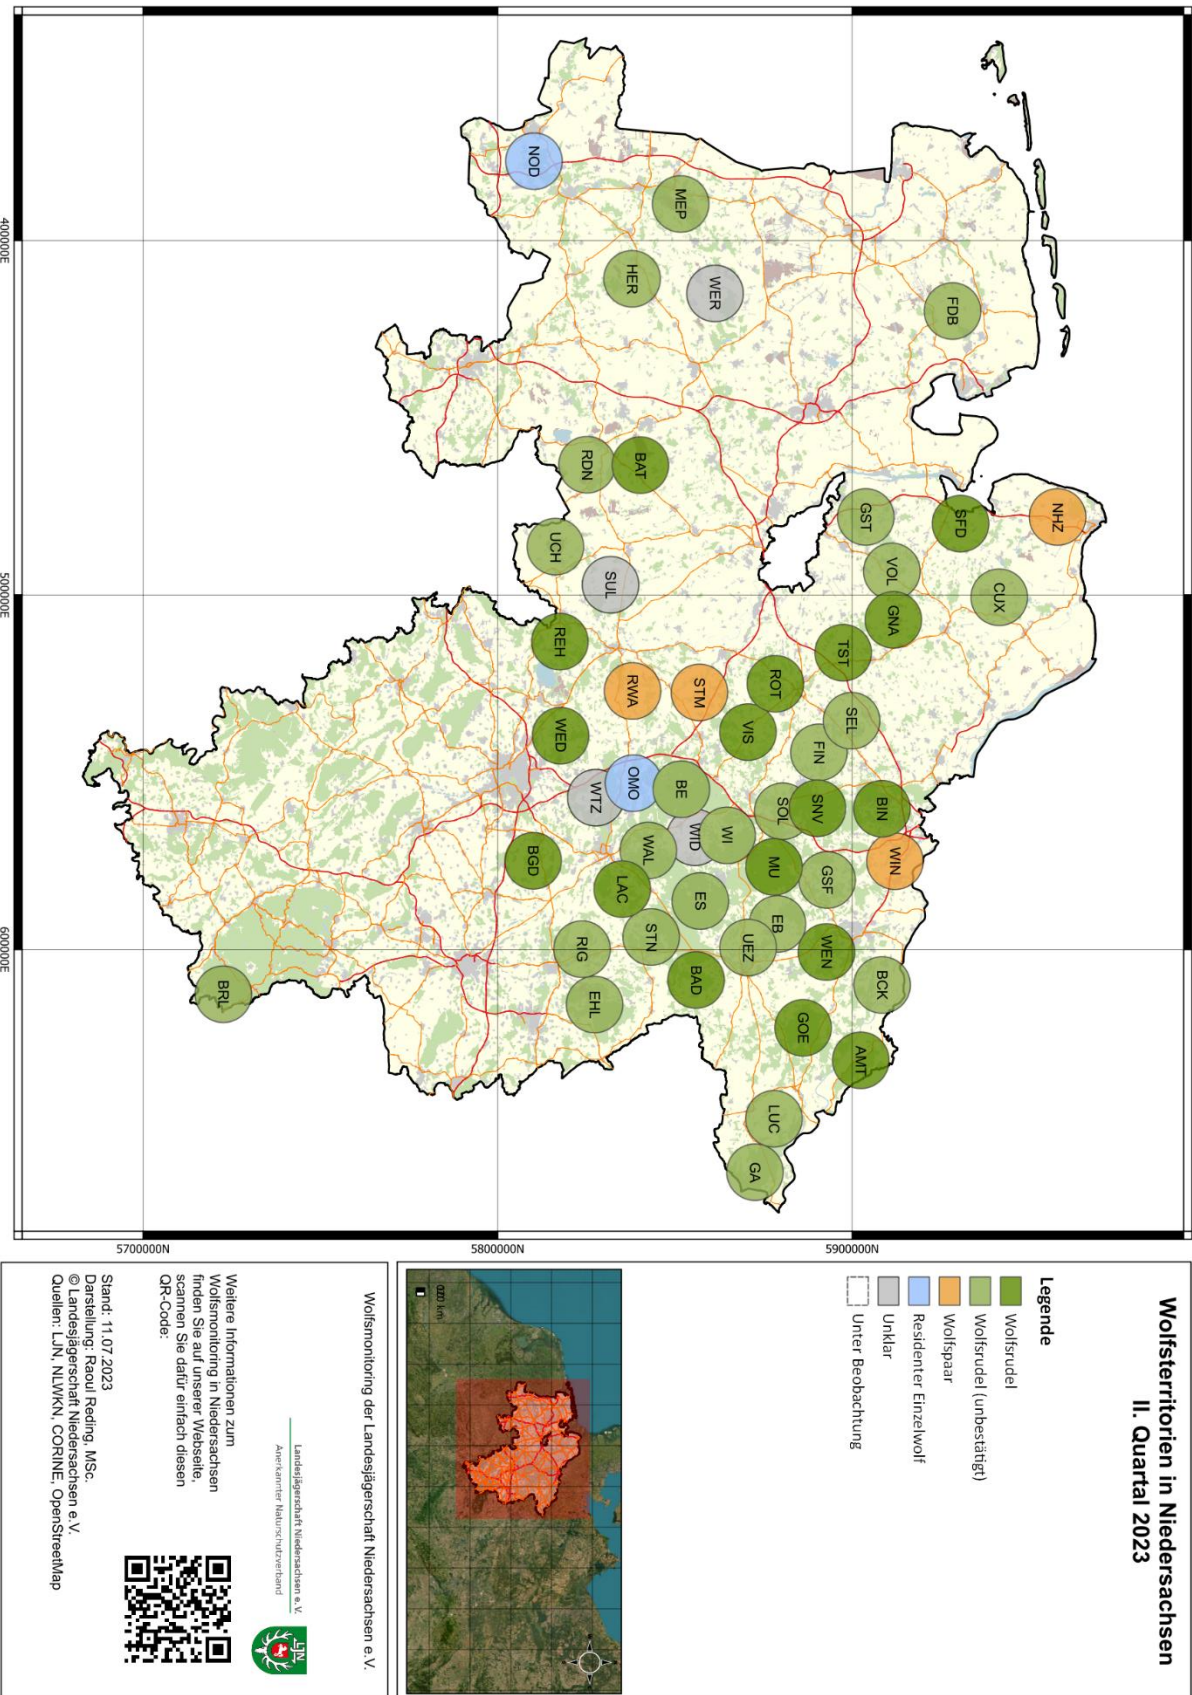 Wolfsterritorien in Niedersachsen
II. Quartal 2023
Legende
Wolfsrudel
Wolfsrudel (unbestätigt)
Wolfspaar
Residenter Einzelwolf
Unklar
Unter Beobachtung
Wolfsmonitoring der Landesjägerschaft Niedersachsen e.V.
Landesjägerschaft Niedersachsen e. V.
Anerkannter Naturschutzverband
LJN
Weitere Informationen zum
Wolfsmonitoring in Niedersachsen
finden Sie auf unserer Webseite,
scannen Sie dafür einfach diesen
QR-Code:
Stand: 11.07.2023
Darstellung: Raoul Reding, MSc.
© Landesjägerschaft Niedersachsen e.V.
Quellen: LJN, NLWKN, CORINE, OpenStreetMap
400000E
500000E
600000E
5900000N
5800000N
5700000N
NHZ
CUX
SFD
FDB
GST
VOL
GNA
TST
SEL
FIN
BIN
WIN
SNV
SOL
GSF
MU
BCK
WEN
AMT
GOE
EB
UEZ
LUC
GA
ROT
VIS
STM
RWA
WER
MEP
HER
NOD
BAT
RDN
UCH
SUL
REH
WED
OMO
BE
WTZ
WID
WI
WAL
ES
LAC
STN
BAD
BGD
RIG
EHL
BRL